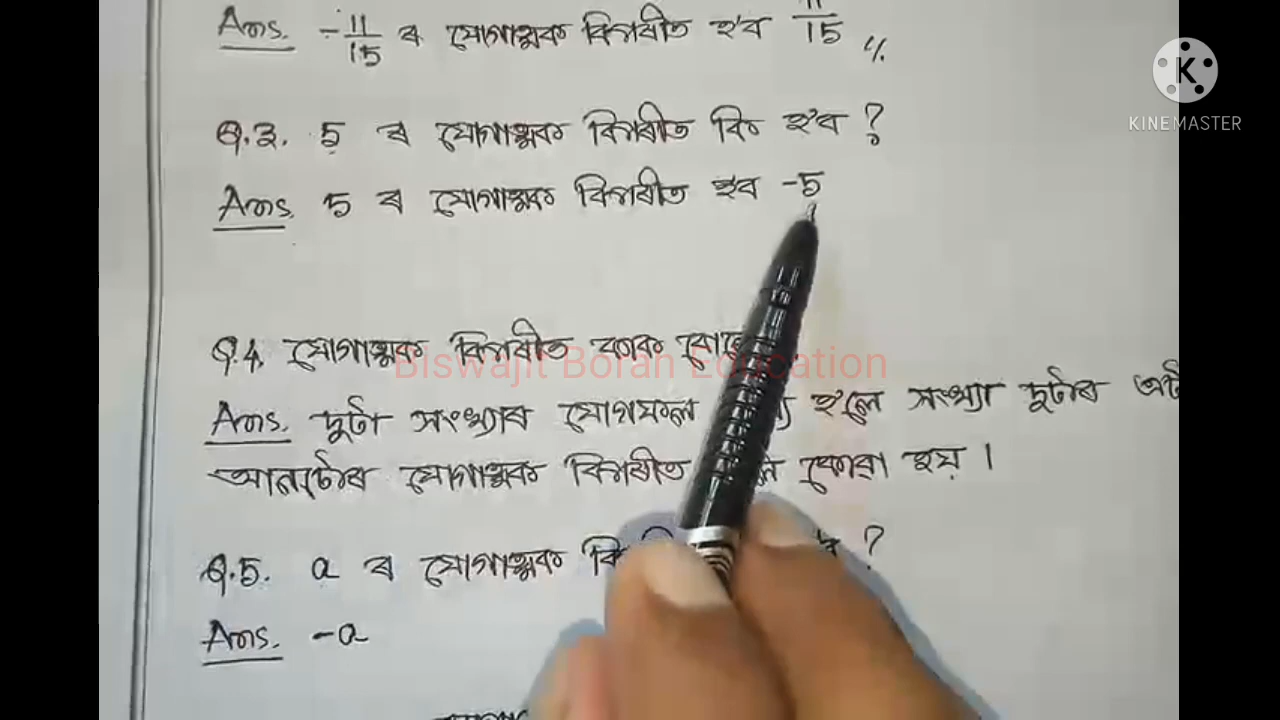 Ans. -11/15 ৰ যোগাত্মক বিপৰীত হ'ব 11/15 //.
KINEMASTER
Q.3. 5 ৰ যোগাত্মক বিপৰীত কি হ'ব ?
Ans. 5 ৰ যোগাত্মক বিপৰীত হ'ব -5
Q.4. যোগাত্মক বিপৰীত কাক
Biswajit Boran Education
Ans. দুটা সংখ্যাৰ যোগফল হ'লে সংখ্যা দুটাৰ
আনটোৰ যোগাত্মক বিপৰীত কোৱা হয় ।
Q.5. a ৰ যোগাত্মক ?
Ans. -a